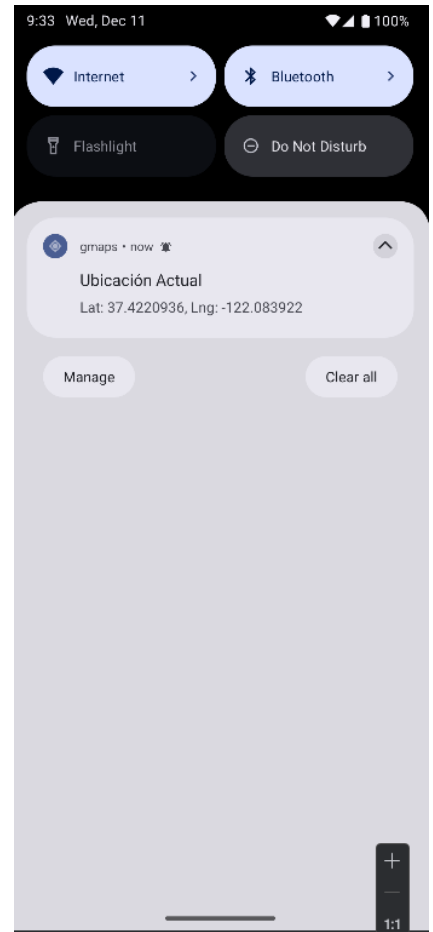 9:33 Wed, Dec 11 100%
Internet Bluetooth
Flashlight Do Not Disturb
gmaps • now
Ubicación Actual
Lat: 37.4220936, Lng: -122.083922
Manage Clear all
1:1